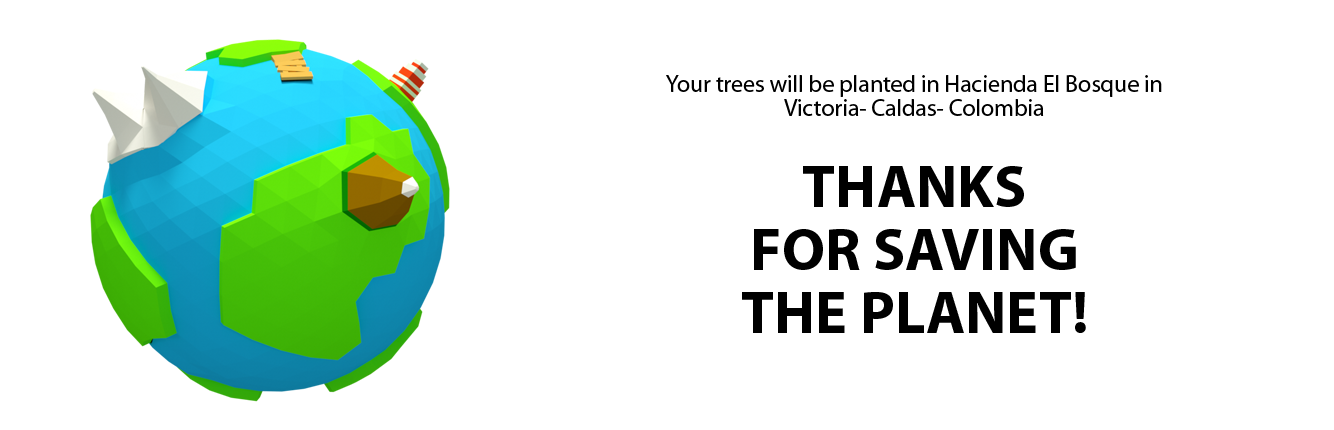 Your trees will be planted in Hacienda El Bosque in
Victoria- Caldas- Colombia
THANKS
FOR SAVING
THE PLANET!